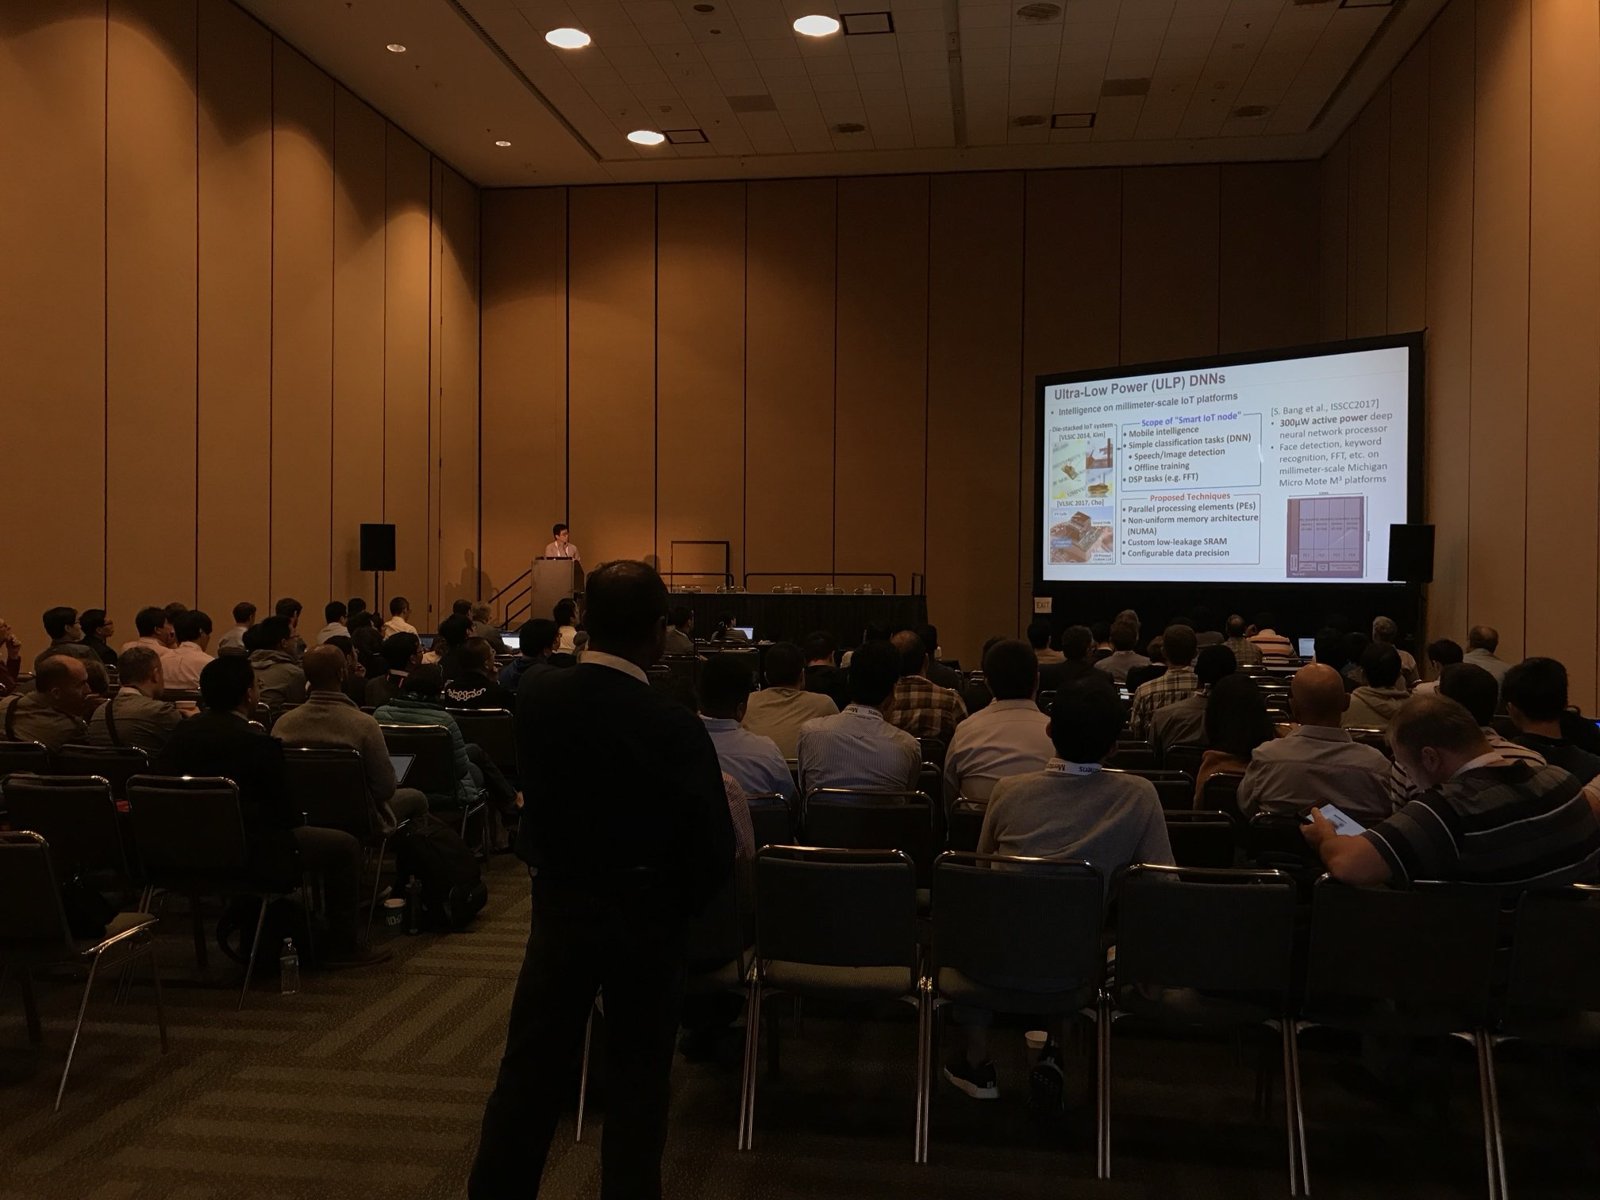 Ultra-Low Power (ULP) DNNs
• Intelligence on millimeter-scale IoT platforms
Die-stacked IoT system
[VLSIC 2014, Kim]
[VLSIC 2017, Cho]
Scope of "Smart IoT node"
• Mobile intelligence
• Simple classification tasks (DNN)
• Speech/Image detection
• Offline training
• DSP tasks (e.g. FFT)
Proposed Techniques
• Parallel processing elements (PEs)
• Non-uniform memory architecture
(NUMA)
• Custom low-leakage SRAM
• Configurable data precision
[S. Bang et al., ISSCC2017]
• 300µW active power deep
neural network processor
• Face detection, keyword
recognition, FFT, etc. on
millimeter-scale Michigan
Micro Mote M³ platforms
EXIT